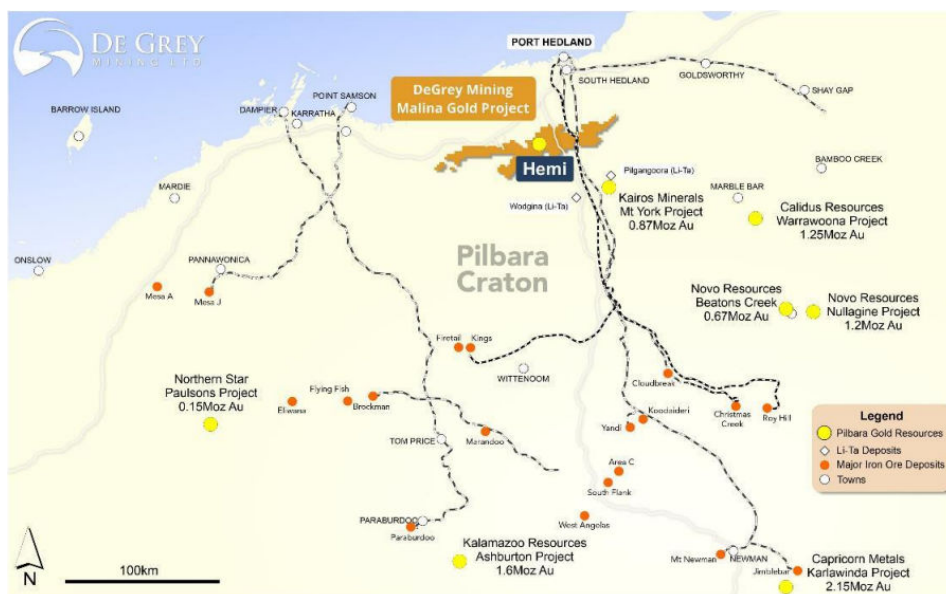 DE GREY
MINING LTD
PORT HEDLAND
SOUTH HEDLAND
GOLDSWORTHY
SHAY GAP
POINT SAMSON
DAMPIER
KARRATHA
BARROW ISLAND
DeGrey Mining
Malina Gold Project
Hemi
Pilgangoora (Li-Ta)
Wodgina (Li-Ta)
Kairos Minerals
Mt York Project
0.87Moz Au
BAMBOO CREEK
MARBLE BAR
Calidus Resources
Warrawoona Project
1.25Moz Au
MARDIE
ONSLOW
PANNAWONICA
Mesa A
Mesa J
Pilbara
Craton
Novo Resources
Beatons Creek
0.67Moz Au
Novo Resources
Nullagine Project
1.2Moz Au
Firetail
Kings
WITTENOOM
Cloudbreak
Christmas
Creek
Roy Hill
Northern Star
Paulsons Project
0.15Moz Au
Flying Fish
Eliwana
Brockman
Koodaideri
Yandi
TOM PRICE
Marandoo
Area C
South Flank
West Angelas
PARABURDOO
Paraburdoo
Kalamazoo Resources
Ashburton Project
1.6Moz Au
Mt Newman
NEWMAN
Jimblebar
Capricorn Metals
Karlawinda Project
2.15Moz Au
Legend
Pilbara Gold Resources
Li-Ta Deposits
Major Iron Ore Deposits
Towns
N
100km